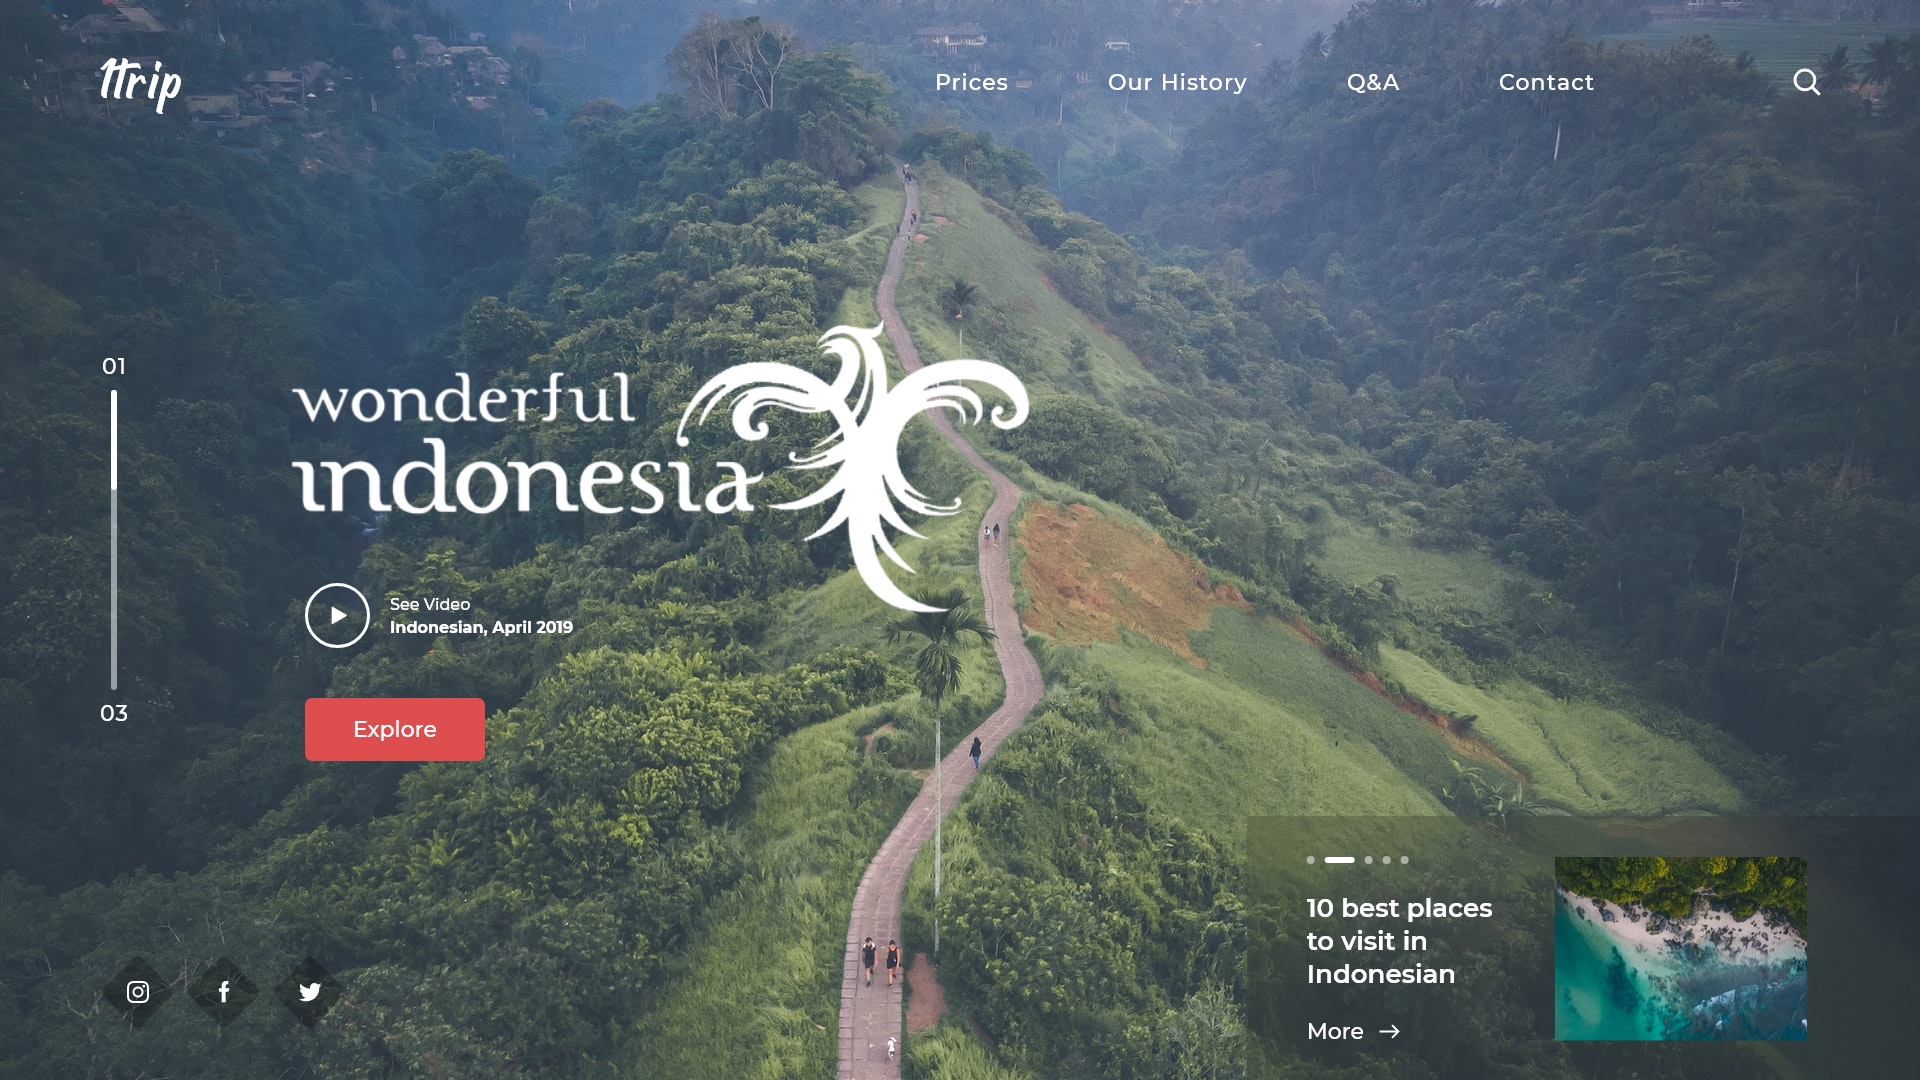 1Trip
Prices
Our History
Q&A
Contact
01
03
wonderful
indonesia
See Video
Indonesian, April 2019
Explore
10 best places
to visit in
Indonesian
More